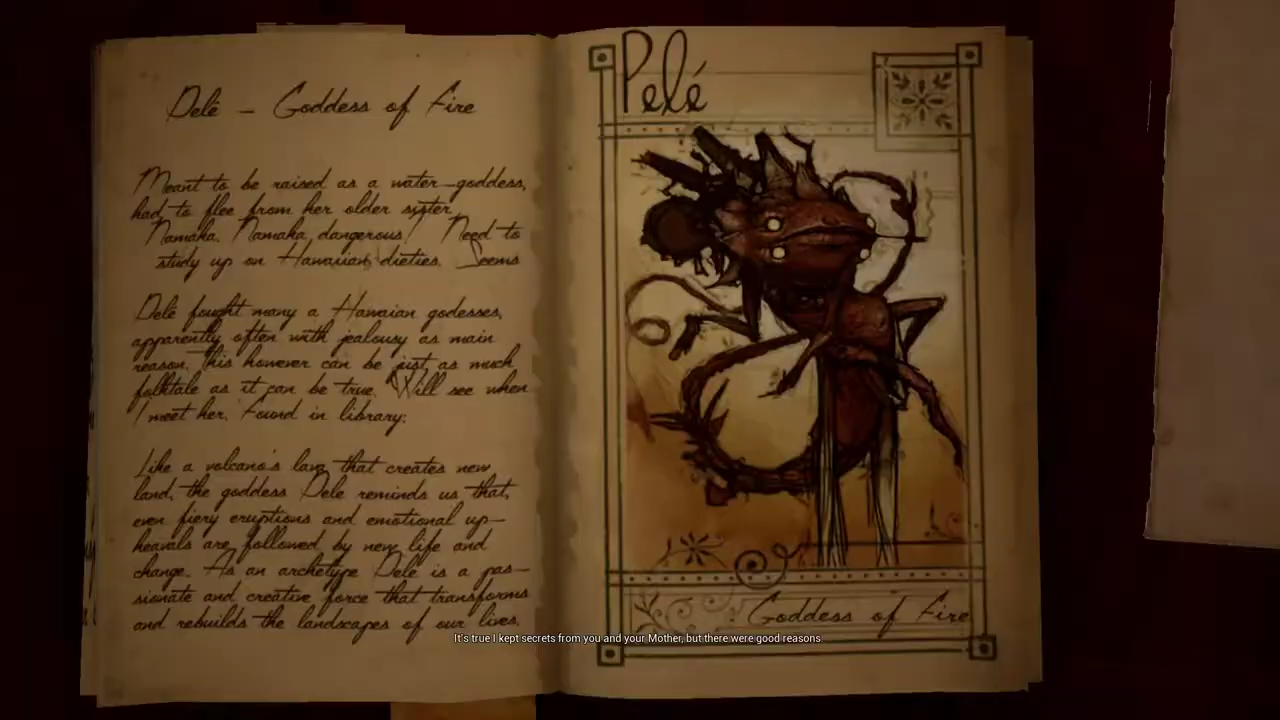 Pelé - Goddess of Fire
Meant to be raised as a water-goddess,
had to flee from her older sister
Namaka. Namaka dangerous? Need to
study up on Hawaiian dieties. Seems
Pelé fought many a Hawaiian godesses,
apparently often with jealousy as main
reason. This however can be just as much
folktale as it can be true. Will see when
I meet her. Found in library:
Like a volcano's lava that creates new
land, the goddess Pele reminds us that,
even fiery eruptions and emotional up-
heavals are followed by new life and
change. As an archetype Pele is a pas-
sionate and creative force that transforms
and rebuilds the landscapes of our lives.
Pelé
Goddess of Fire
It's true I kept secrets from you and your Mother, but there were good reasons.